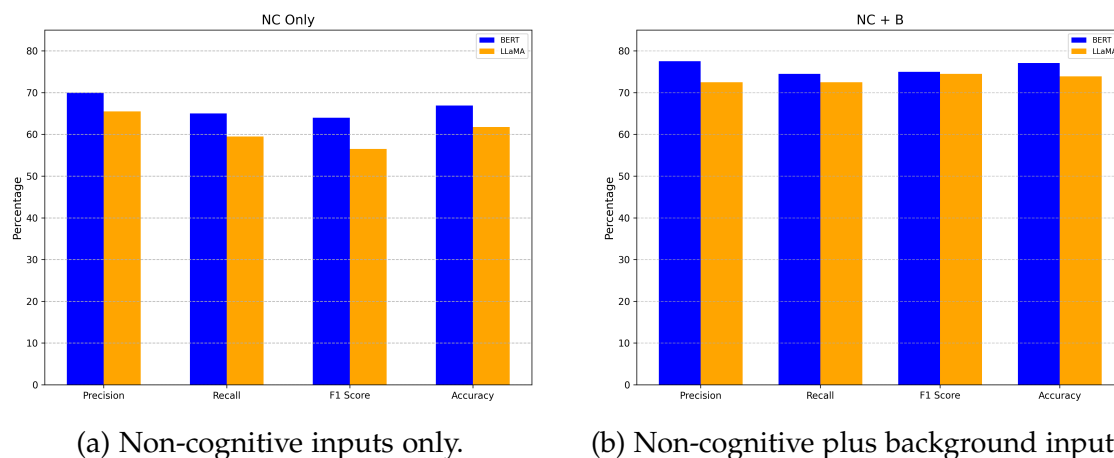 NC Only
BERT
LLaMA
80
70
60
50
40
30
20
10
0
Percentage
Precision Recall F1 Score Accuracy
(a) Non-cognitive inputs only.
NC + B
BERT
LLaMA
80
70
60
50
40
30
20
10
0
Percentage
Precision Recall F1 Score Accuracy
(b) Non-cognitive plus background input